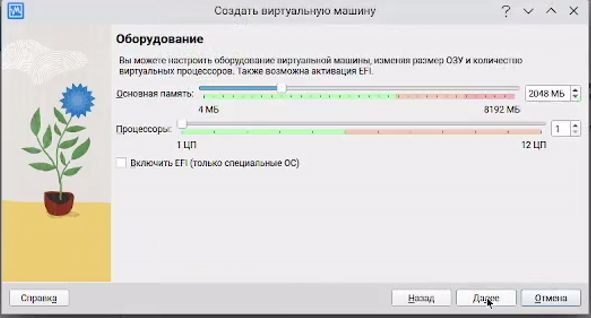 Создать виртуальную машину
Оборудование
Вы можете настроить оборудование виртуальной машины, изменяя размер ОЗУ и количество
виртуальных процессоров. Также возможна активация EFI.
Основная память:
2048 МБ
4 МБ
8192 МБ
Процессоры:
1
1 ЦП
12 ЦП
Включить EFI (только специальные ОС)
Справка
Назад
Далее
Отмена